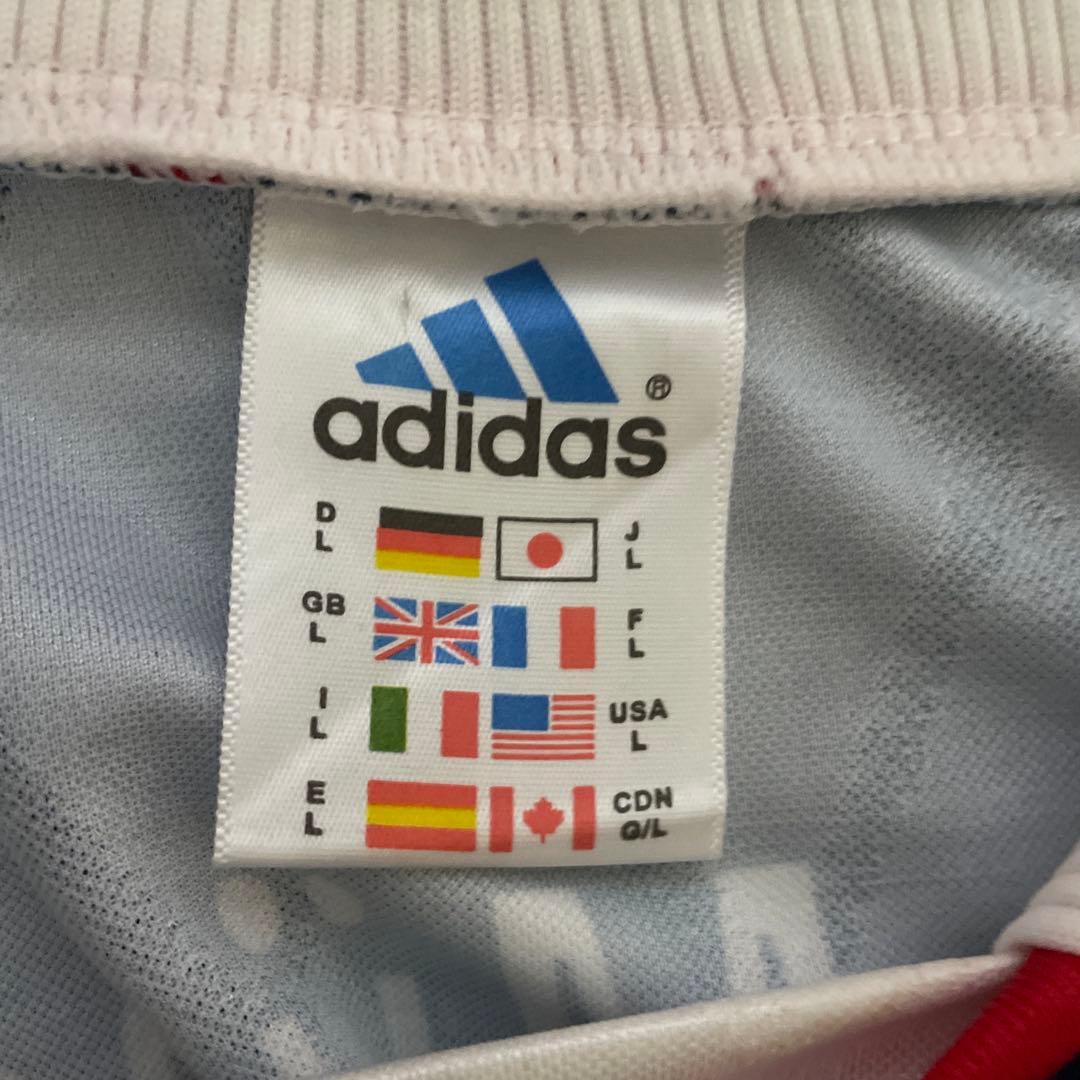 adidas®
D J
L L
GB F
L L
I USA
L L
E CDN
L G/L